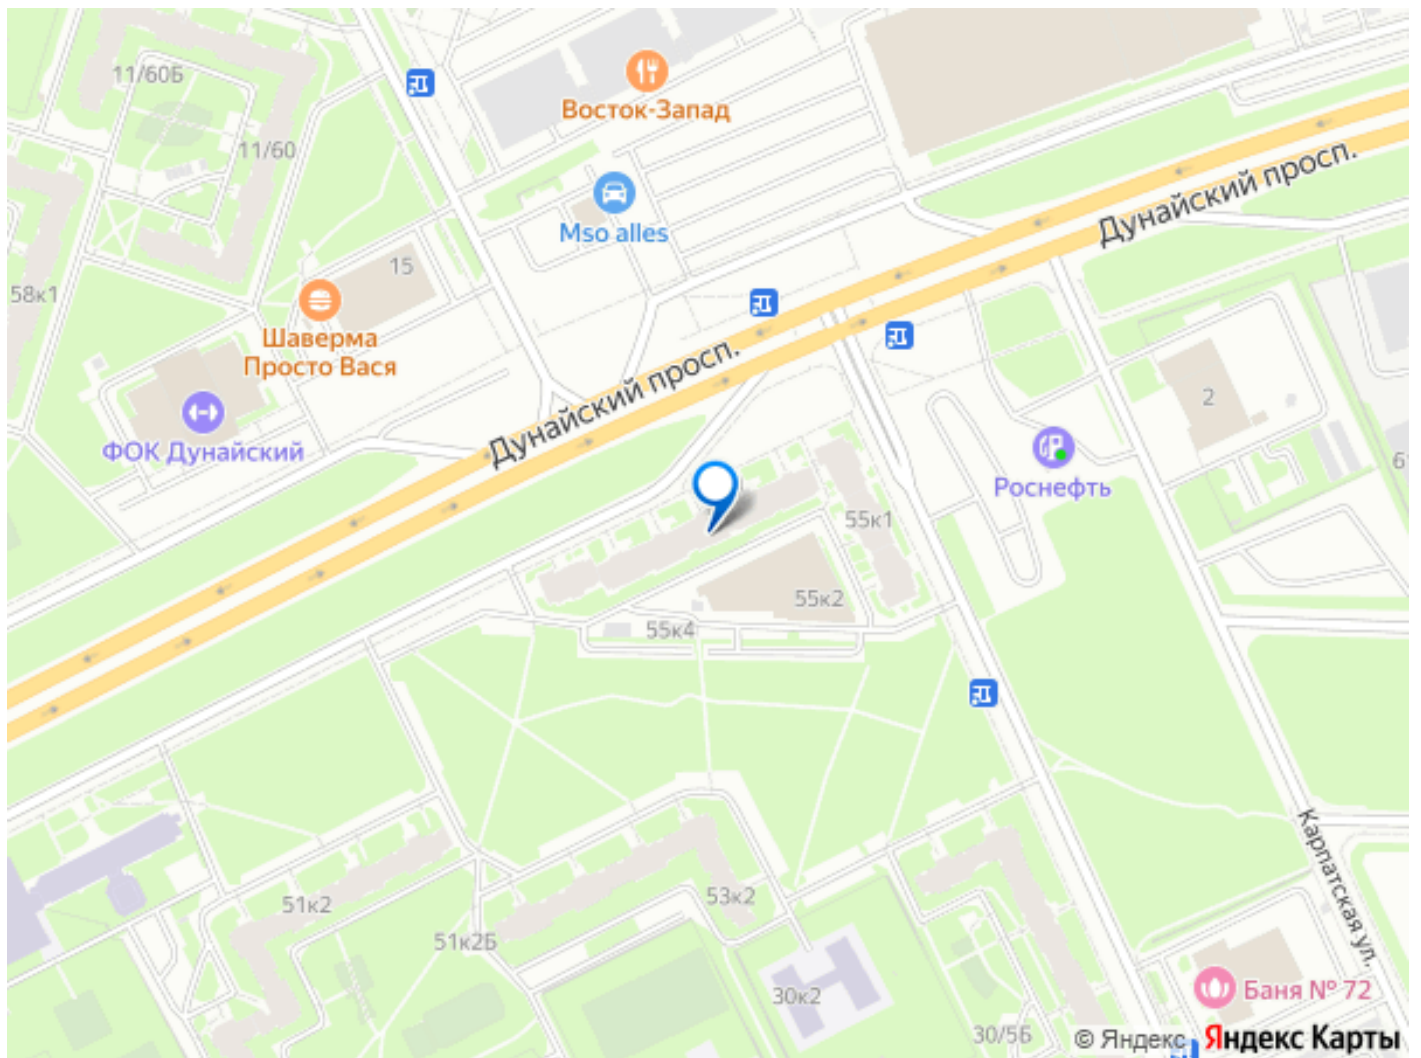 11/60Б
Восток-Запад
11/60
Дунайский просп.
Mso alles
15
58к1
Шаверма
Просто Вася
Дунайский просп.
2
ФОК Дунайский
Роснефть
55к1
55к2
55к4
Карпатская ул.
51к2
53к2
51к2Б
30к2
Баня № 72
30/5Б
© Яндекс
Яндекс Карты